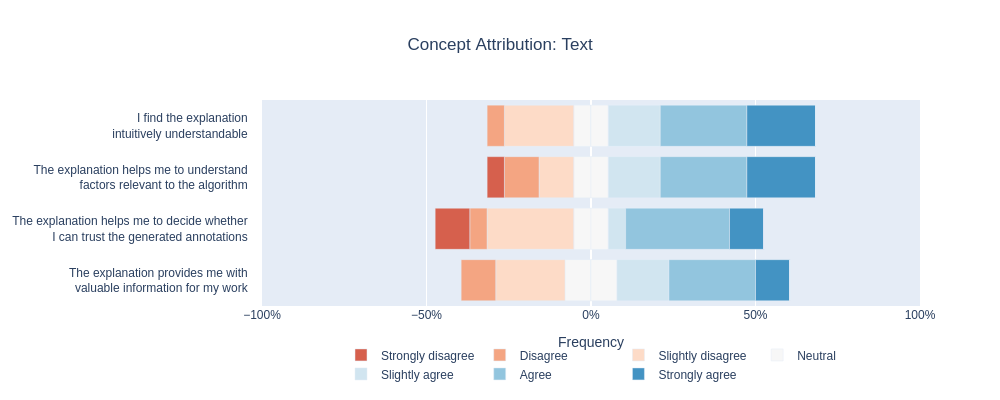 Concept Attribution: Text
I find the explanation
intuitively understandable
The explanation helps me to understand
factors relevant to the algorithm
The explanation helps me to decide whether
I can trust the generated annotations
The explanation provides me with
valuable information for my work
−100% −50% 0% 50% 100%
Frequency
Strongly disagree Disagree Slightly disagree Neutral
Slightly agree Agree Strongly agree